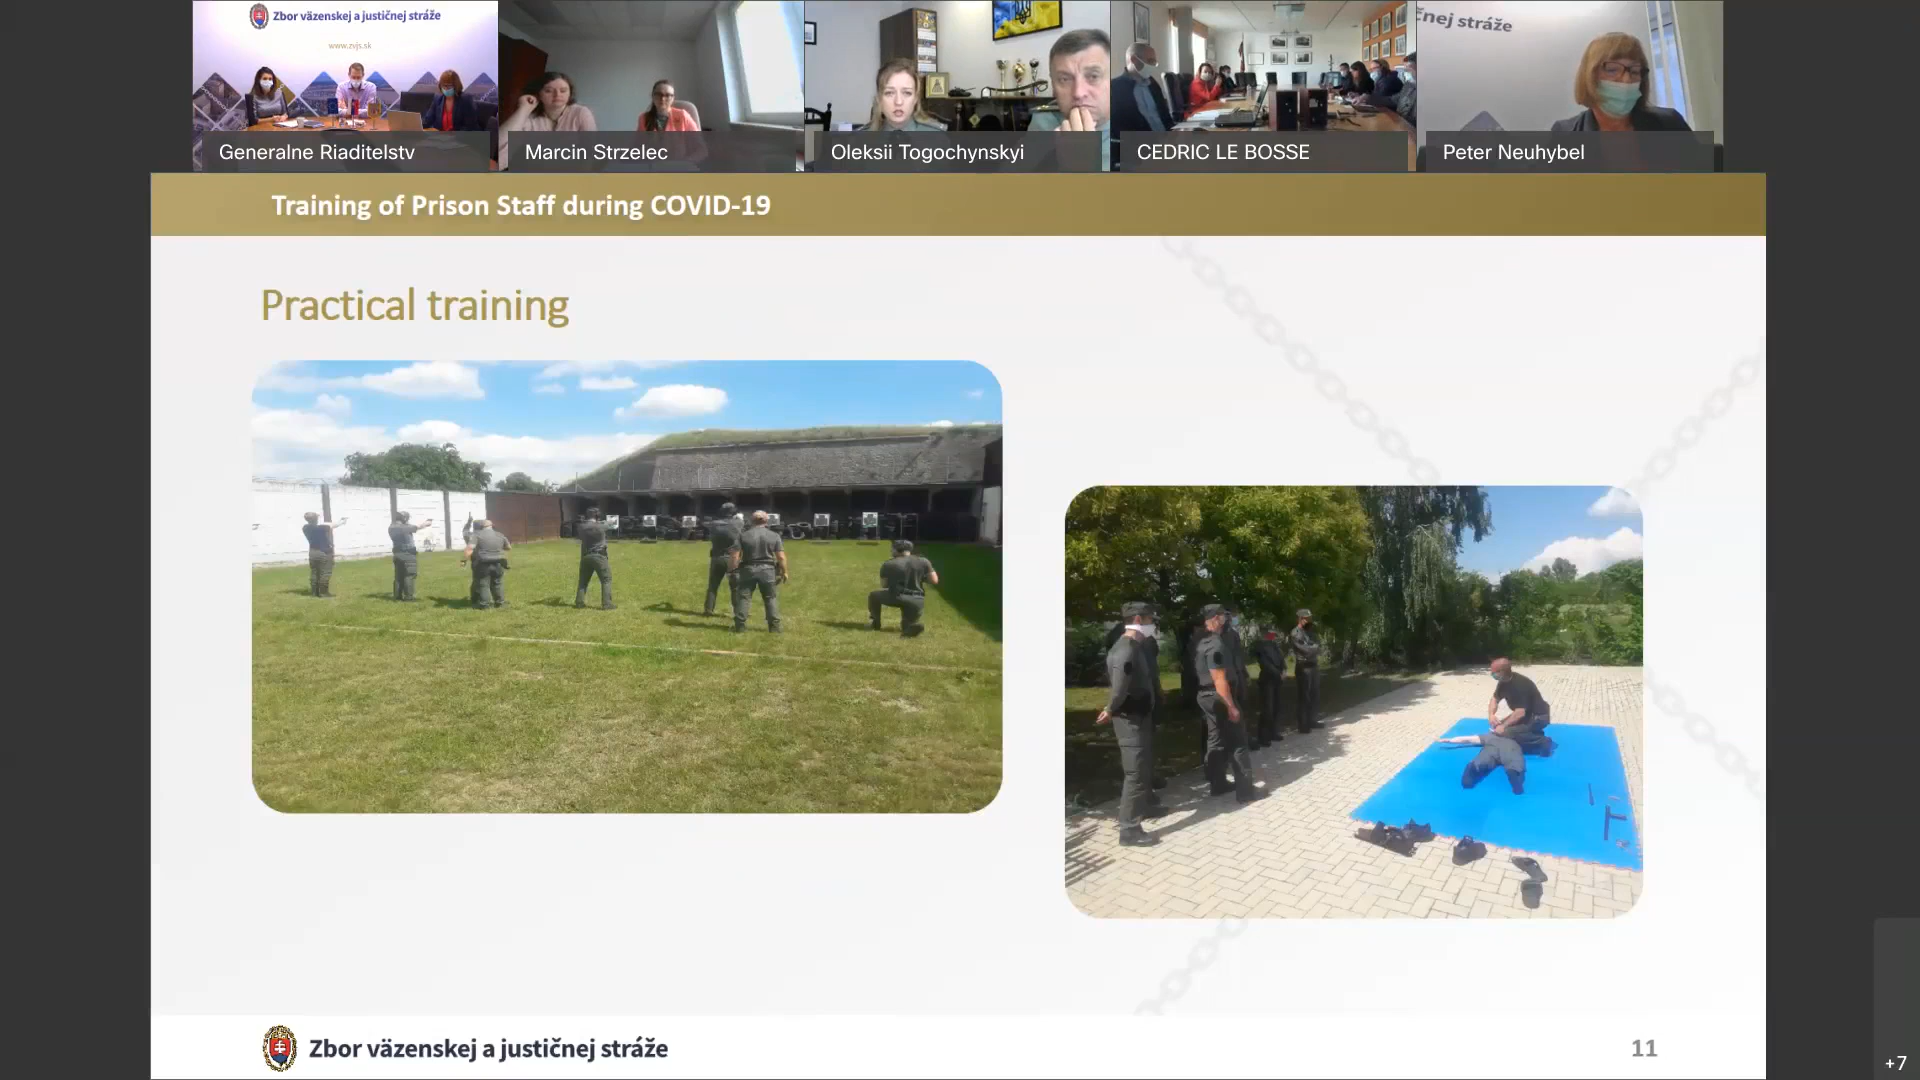 Zbor väzenskej a justičnej stráže
www.zvjs.sk
čnej stráže
Generalne Riaditelstv
Marcin Strzelec
Oleksii Togochynskyi
CEDRIC LE BOSSE
Peter Neuhybel
Training of Prison Staff during COVID-19
Practical training
Zbor väzenskej a justičnej stráže
11
+7